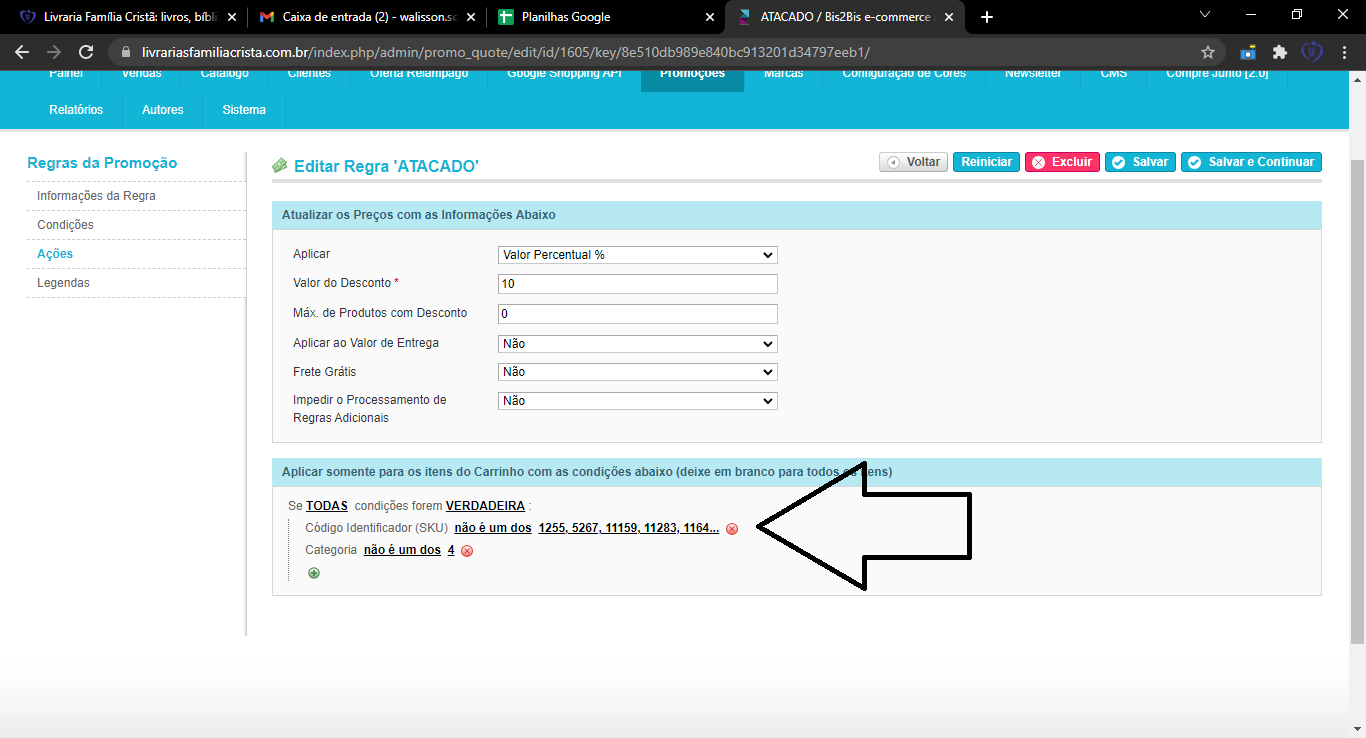 Livraria Família Cristã: livros, bíbli
Caixa de entrada (2) - walisson.sc
Planilhas Google
ATACADO / Bis2Bis e-commerce
livrariasfamiliacrista.com.br/index.php/admin/promo_quote/edit/id/1605/key/8e510db989e840bc913201d34797eeb1/
Painel Vendas Catálogo Clientes Oferta Relâmpago Google Shopping API Promoções Marcas Configuração de Cores Newsletter CMS Compre Junto [2.0]
Relatórios Autores Sistema
Regras da Promoção
Informações da Regra
Condições
Ações
Legendas
Editar Regra 'ATACADO'
Voltar Reiniciar Excluir Salvar Salvar e Continuar
Atualizar os Preços com as Informações Abaixo
Aplicar Valor Percentual %
Valor do Desconto * 10
Máx. de Produtos com Desconto 0
Aplicar ao Valor de Entrega Não
Frete Grátis Não
Impedir o Processamento de Não
Regras Adicionais
Aplicar somente para os itens do Carrinho com as condições abaixo (deixe em branco para todos
Se TODAS condições forem VERDADEIRA :
Código Identificador (SKU) não é um dos 1255, 5267, 11159, 11283, 1164...
Categoria não é um dos 4